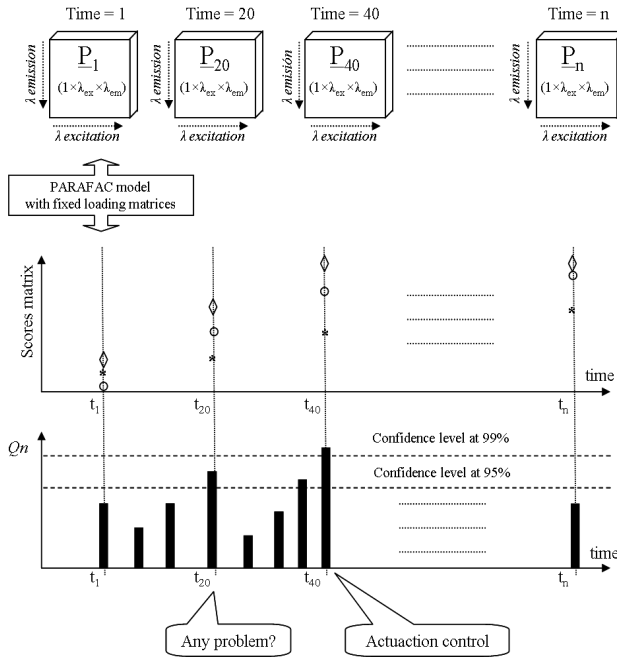 Time = 1 Time = 20 Time = 40 Time = n
P1 P20 P40 Pn
(1×λex×λem) (1×λex×λem) (1×λex×λem) (1×λex×λem)
λ emission λ emission λ emisión λ emission
λ excitation λ excitation λ excitation λ excitation
PARAFAC model
with fixed loading matrices
Scores matrix
time
t1 t20 t40 tn
Qn
Confidence level at 99%
Confidence level at 95%
time
t1 t20 t40 tn
Any problem?
Actuaction control